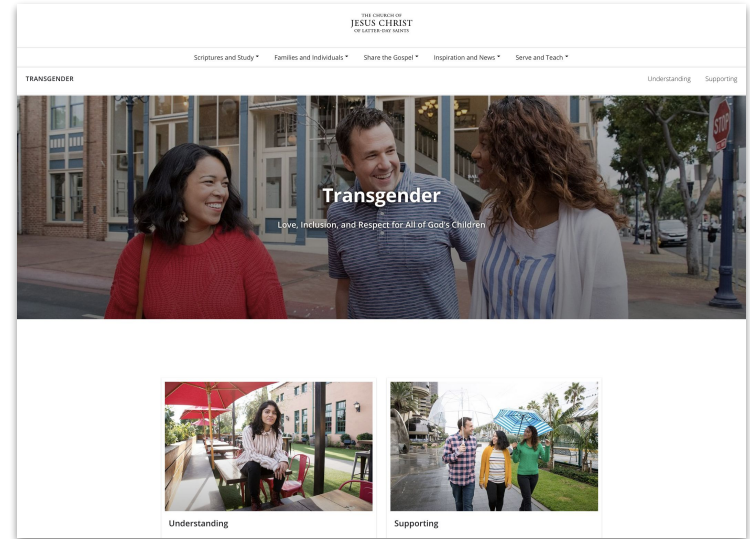 THE CHURCH OF
JESUS CHRIST
OF LATTER-DAY SAINTS
Scriptures and Study Families and Individuals Share the Gospel Inspiration and News Serve and Teach
TRANSGENDER Understanding Supporting
STOP
Transgender
Love, Inclusion, and Respect for All of God's Children
Understanding Supporting